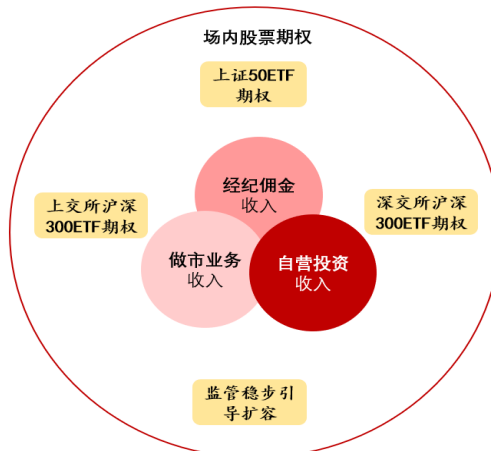 场内股票期权
上证50ETF
期权
经纪佣金
收入
上交所沪深
300ETF期权
深交所沪深
300ETF期权
做市业务
收入
自营投资
收入
监管稳步引
导扩容